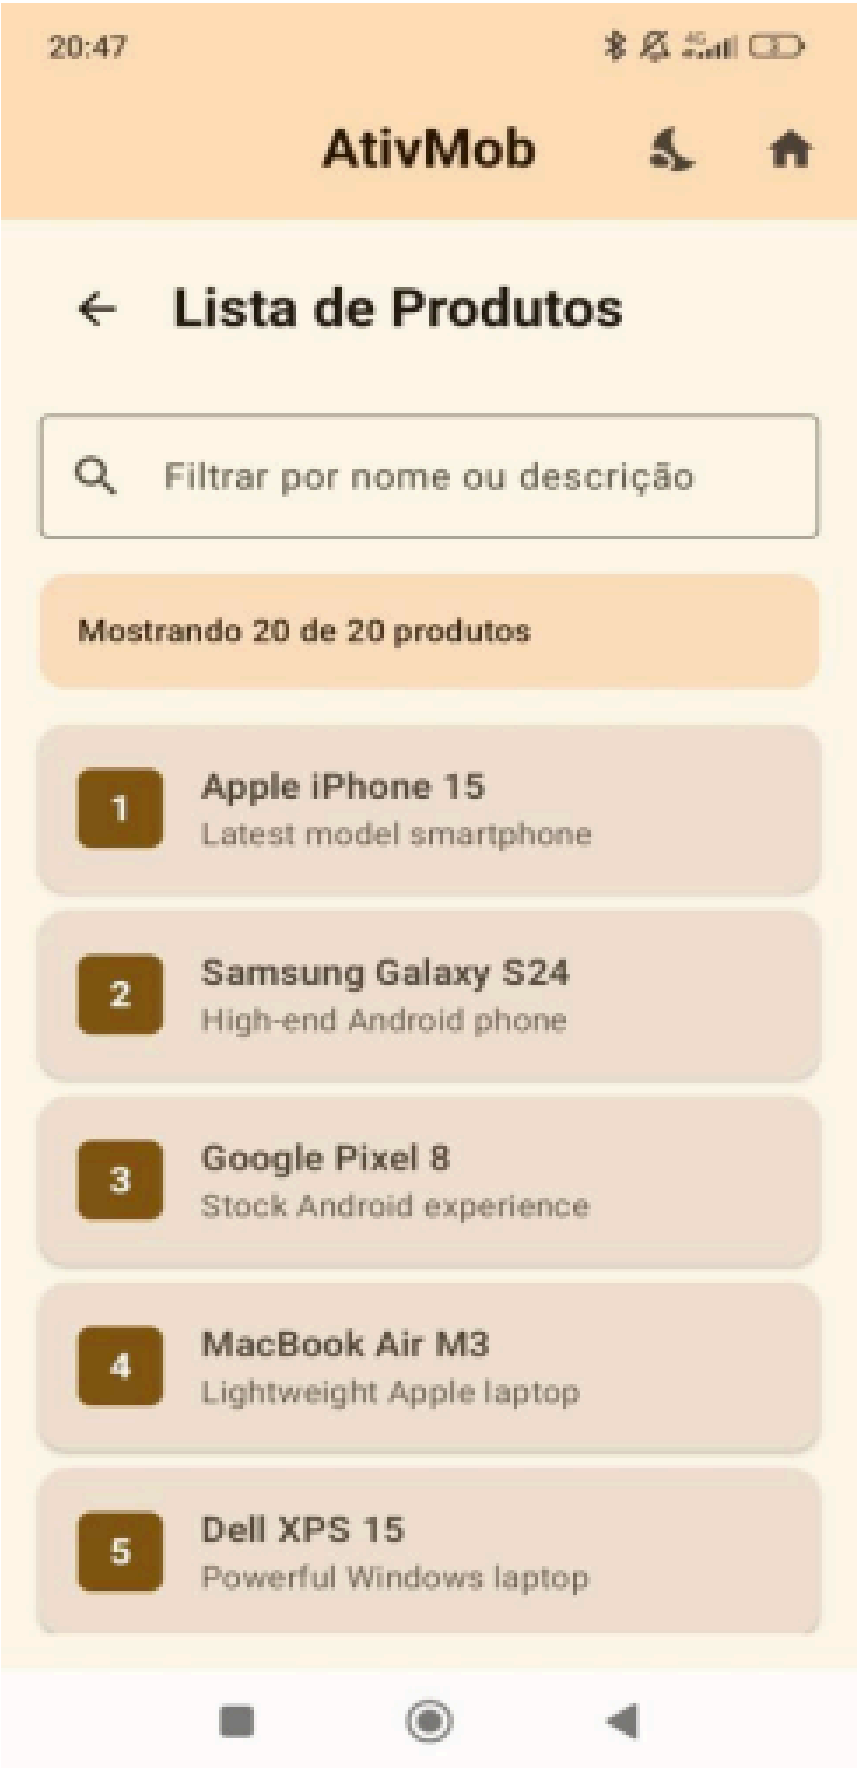 20:47
AtivMob
Lista de Produtos
Filtrar por nome ou descrição
Mostrando 20 de 20 produtos
1
Apple iPhone 15
Latest model smartphone
2
Samsung Galaxy S24
High-end Android phone
3
Google Pixel 8
Stock Android experience
4
MacBook Air M3
Lightweight Apple laptop
5
Dell XPS 15
Powerful Windows laptop